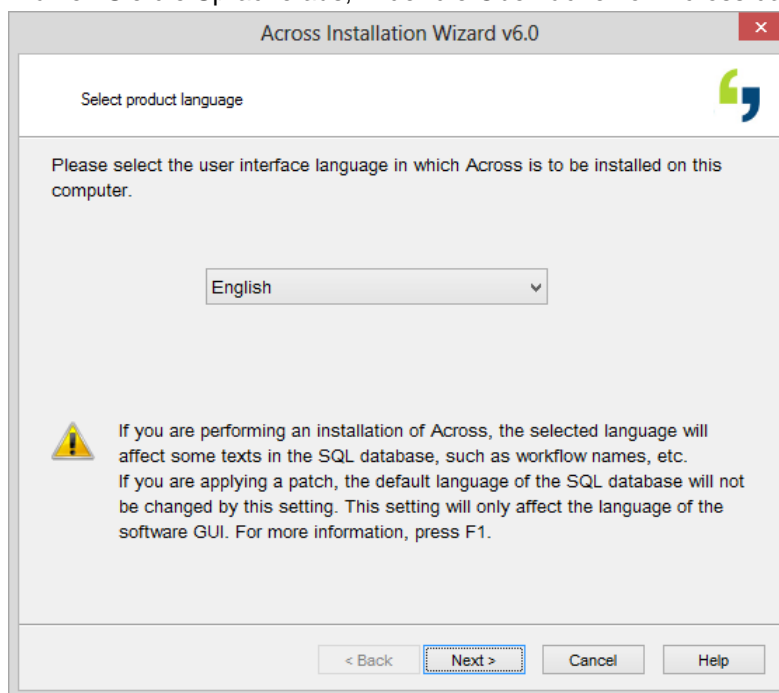 Across Installation Wizard v6.0
Select product language
Please select the user interface language in which Across is to be installed on this
computer.
English
If you are performing an installation of Across, the selected language will
affect some texts in the SQL database, such as workflow names, etc.
If you are applying a patch, the default language of the SQL database will not
be changed by this setting. This setting will only affect the language of the
software GUI. For more information, press F1.
< Back Next > Cancel Help